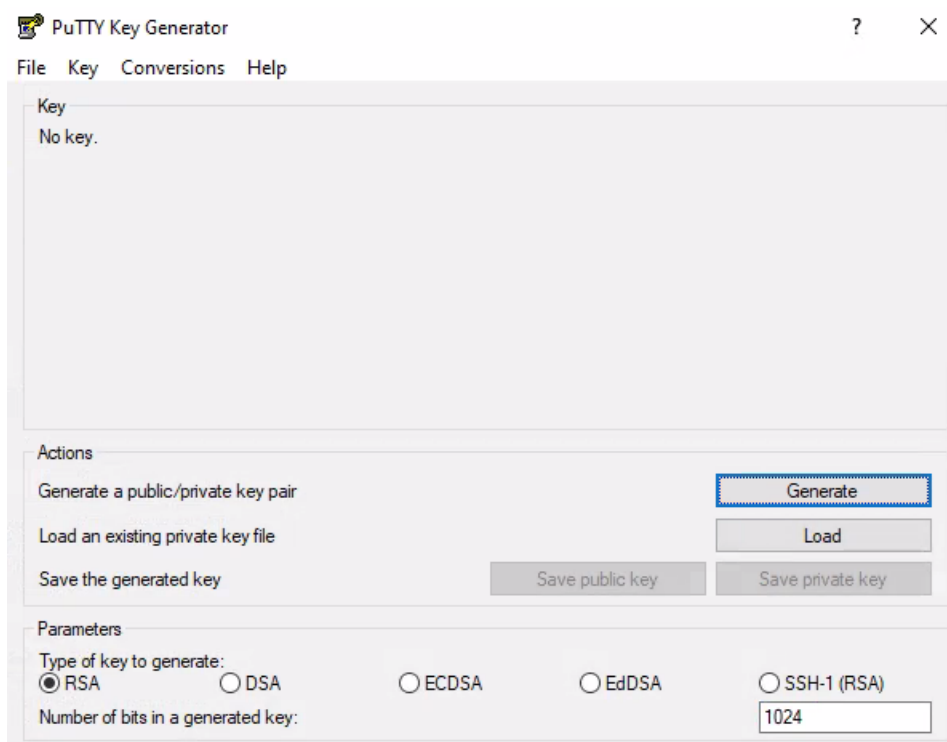 PuTTY Key Generator ? ×
File Key Conversions Help
Key
No key.
Actions
Generate a public/private key pair Generate
Load an existing private key file Load
Save the generated key Save public key Save private key
Parameters
Type of key to generate:
RSA DSA ECDSA EdDSA SSH-1 (RSA)
Number of bits in a generated key: 1024